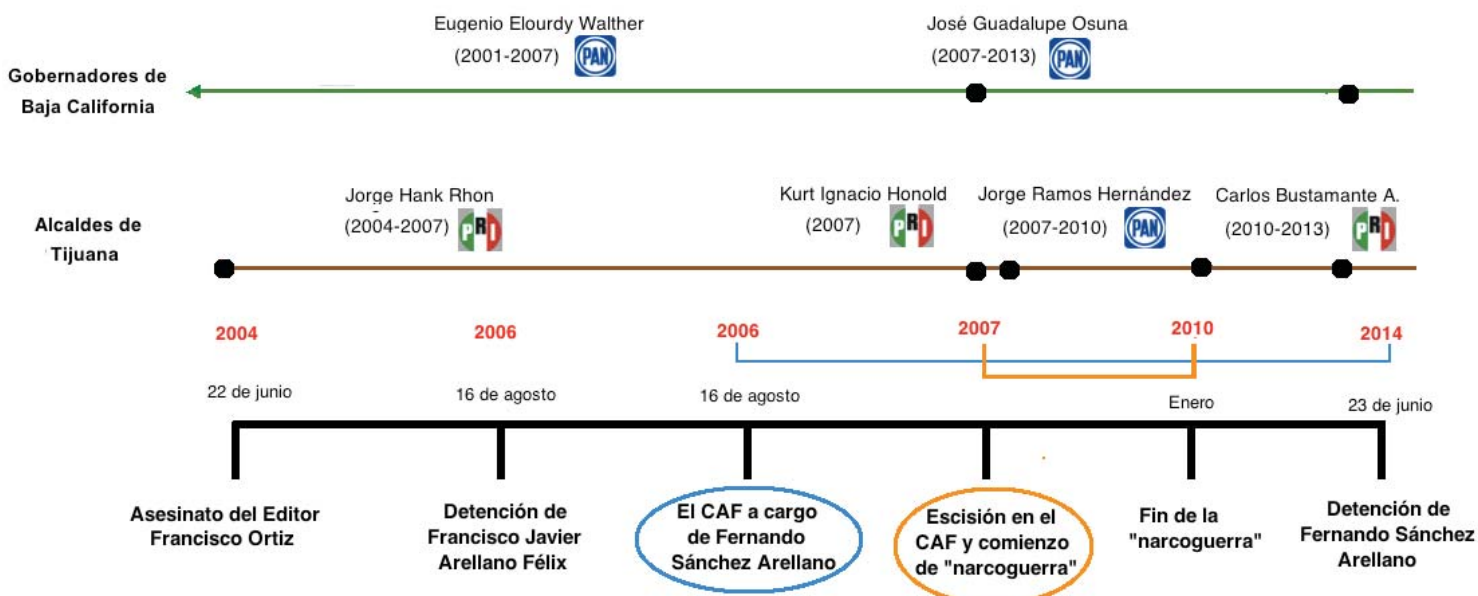 Eugenio Elourdy Walther
(2001-2007) PAN
José Guadalupe Osuna
(2007-2013) PAN
Gobernadores de
Baja California
Jorge Hank Rhon
(2004-2007) PRI
Kurt Ignacio Honold
(2007) PRI
Jorge Ramos Hernández
(2007-2010) PAN
Carlos Bustamante A.
(2010-2013) PRI
Alcaldes de
Tijuana
2004
2006
2006
2007
2010
2014
22 de junio
16 de agosto
16 de agosto
Enero
23 de junio
Asesinato del Editor
Francisco Ortiz
Detención de
Francisco Javier
Arellano Félix
El CAF a cargo
de Fernando
Sánchez Arellano
Escisión en el
CAF y comienzo
de "narcoguerra"
Fin de la
"narcoguerra"
Detención de
Fernando Sánchez
Arellano